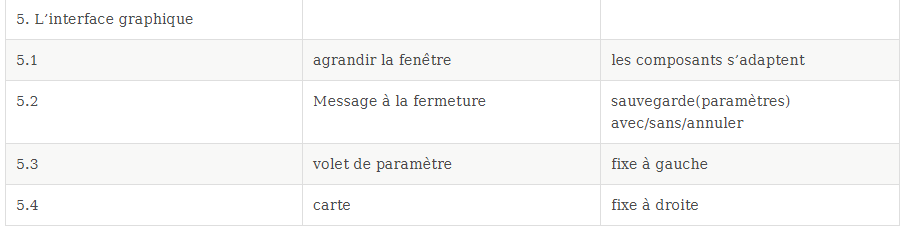 5. L’interface graphique
5.1 agrandir la fenêtre les composants s’adaptent
5.2 Message à la fermeture sauvegarde(paramètres)
avec/sans/annuler
5.3 volet de paramètre fixe à gauche
5.4 carte fixe à droite